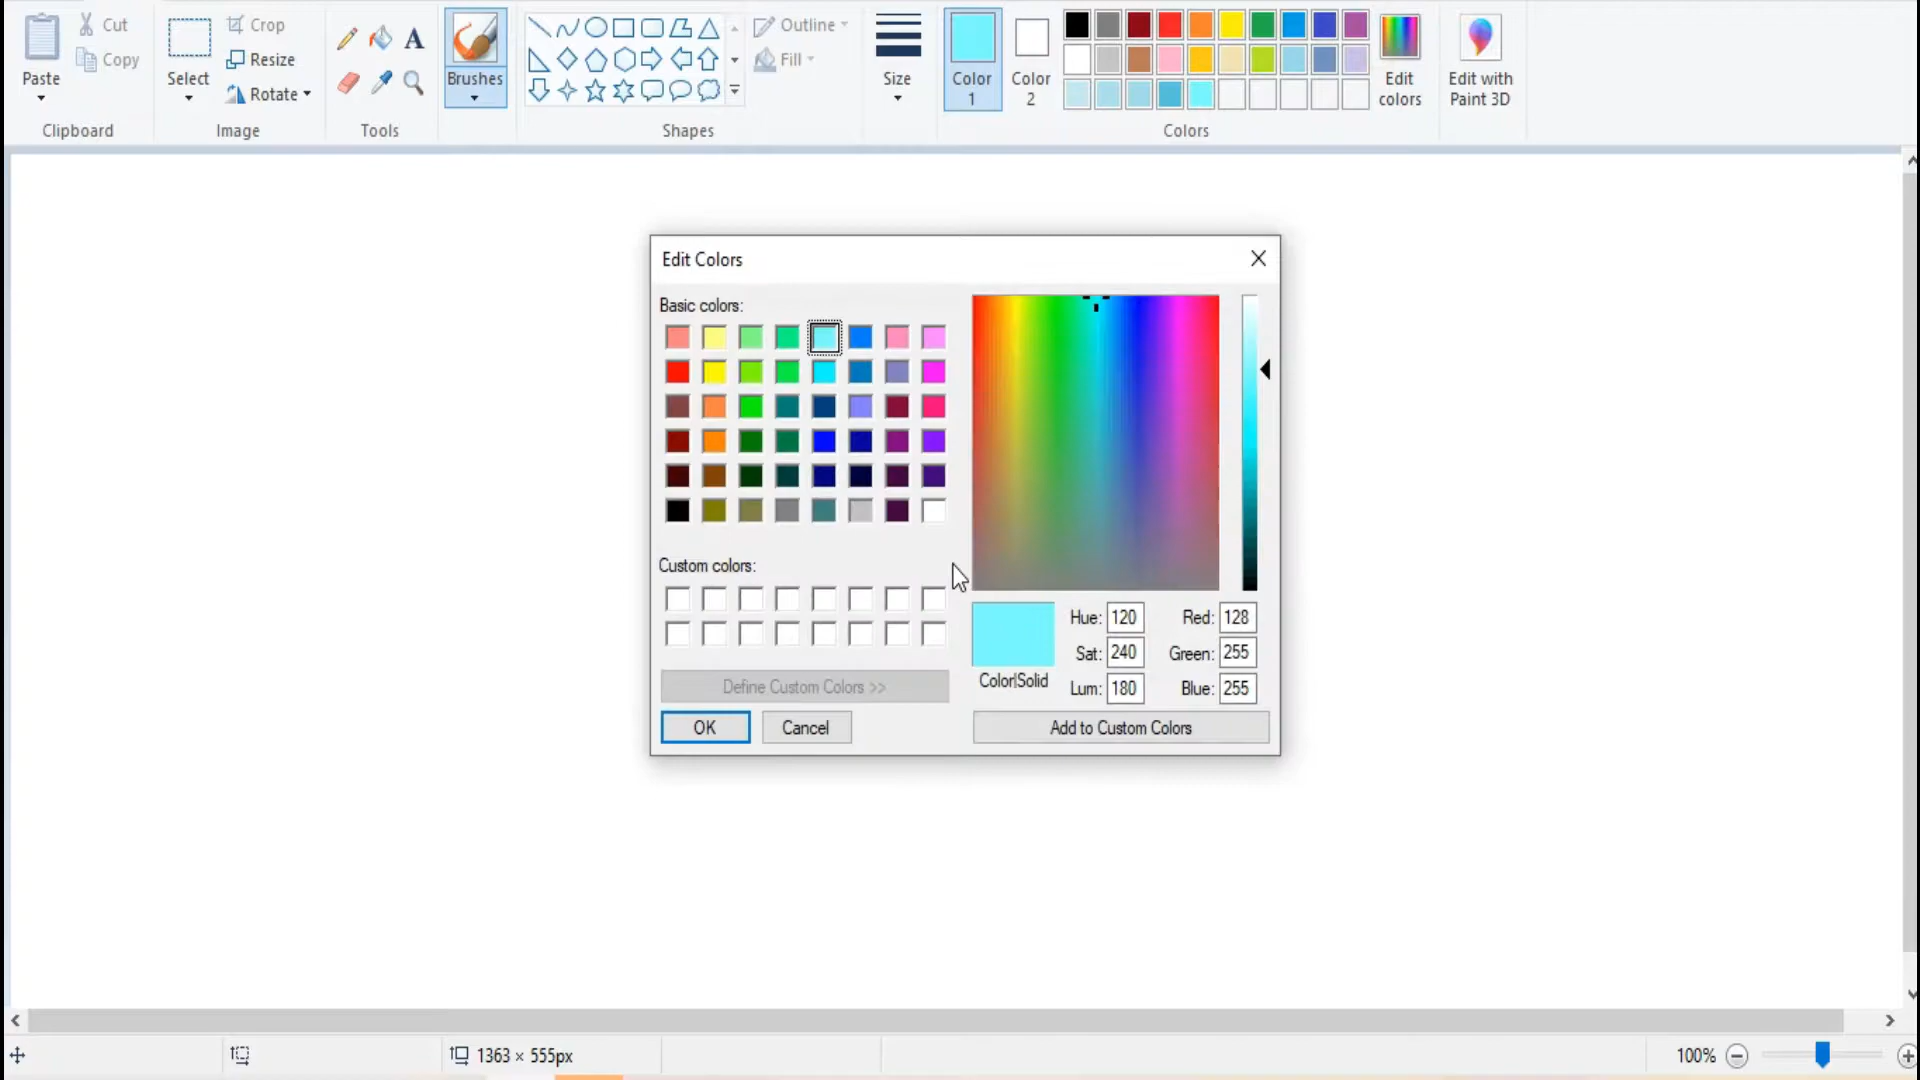 Paste
Cut
Copy
Clipboard
Select
Crop
Resize
Rotate
Image
A
Tools
Brushes
Shapes
Outline
Fill
Size
Color
1
Color
2
Edit
colors
Colors
Edit with
Paint 3D
Edit Colors
Basic colors:
Custom colors:
Define Custom Colors >>
OK
Cancel
Color|Solid
Hue: 120
Sat: 240
Lum: 180
Red: 128
Green: 255
Blue: 255
Add to Custom Colors
1363 × 555px
100%